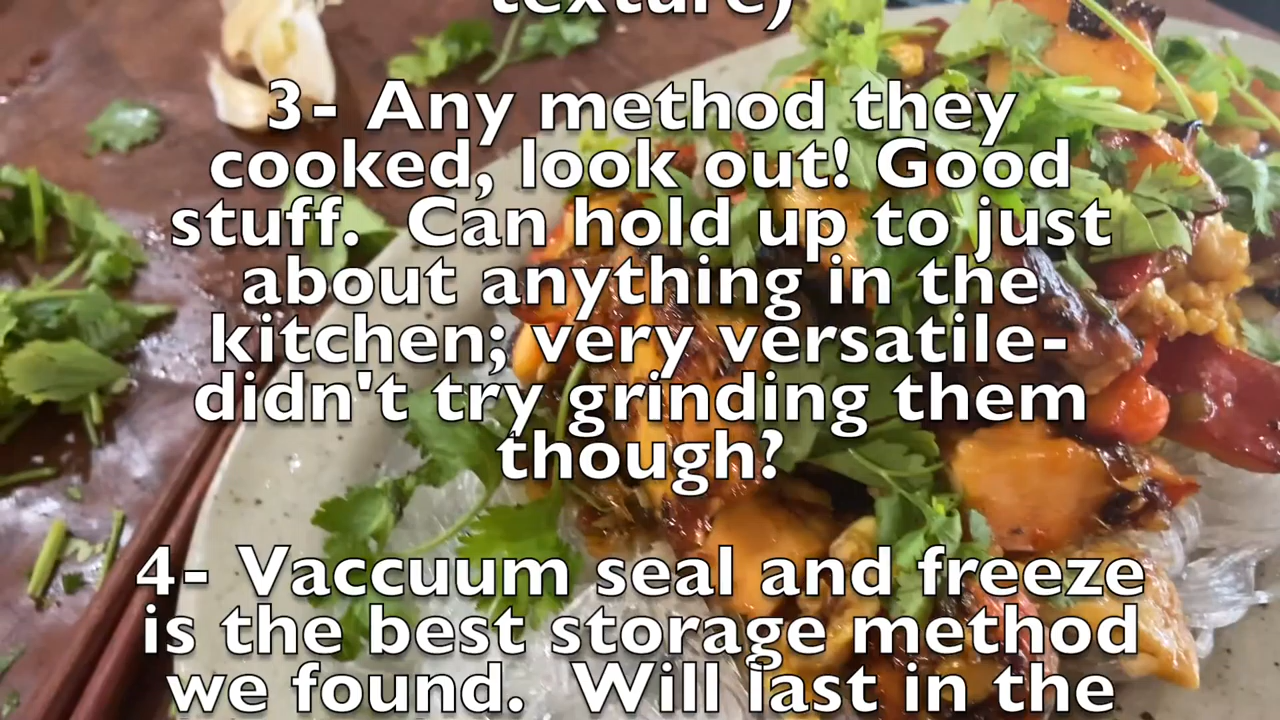 texture)
3- Any method they
cooked, look out! Good
stuff.  Can hold up to just
about anything in the
kitchen; very versatile-
didn't try grinding them
though?
4- Vaccuum seal and freeze
is the best storage method
we found.  Will last in the